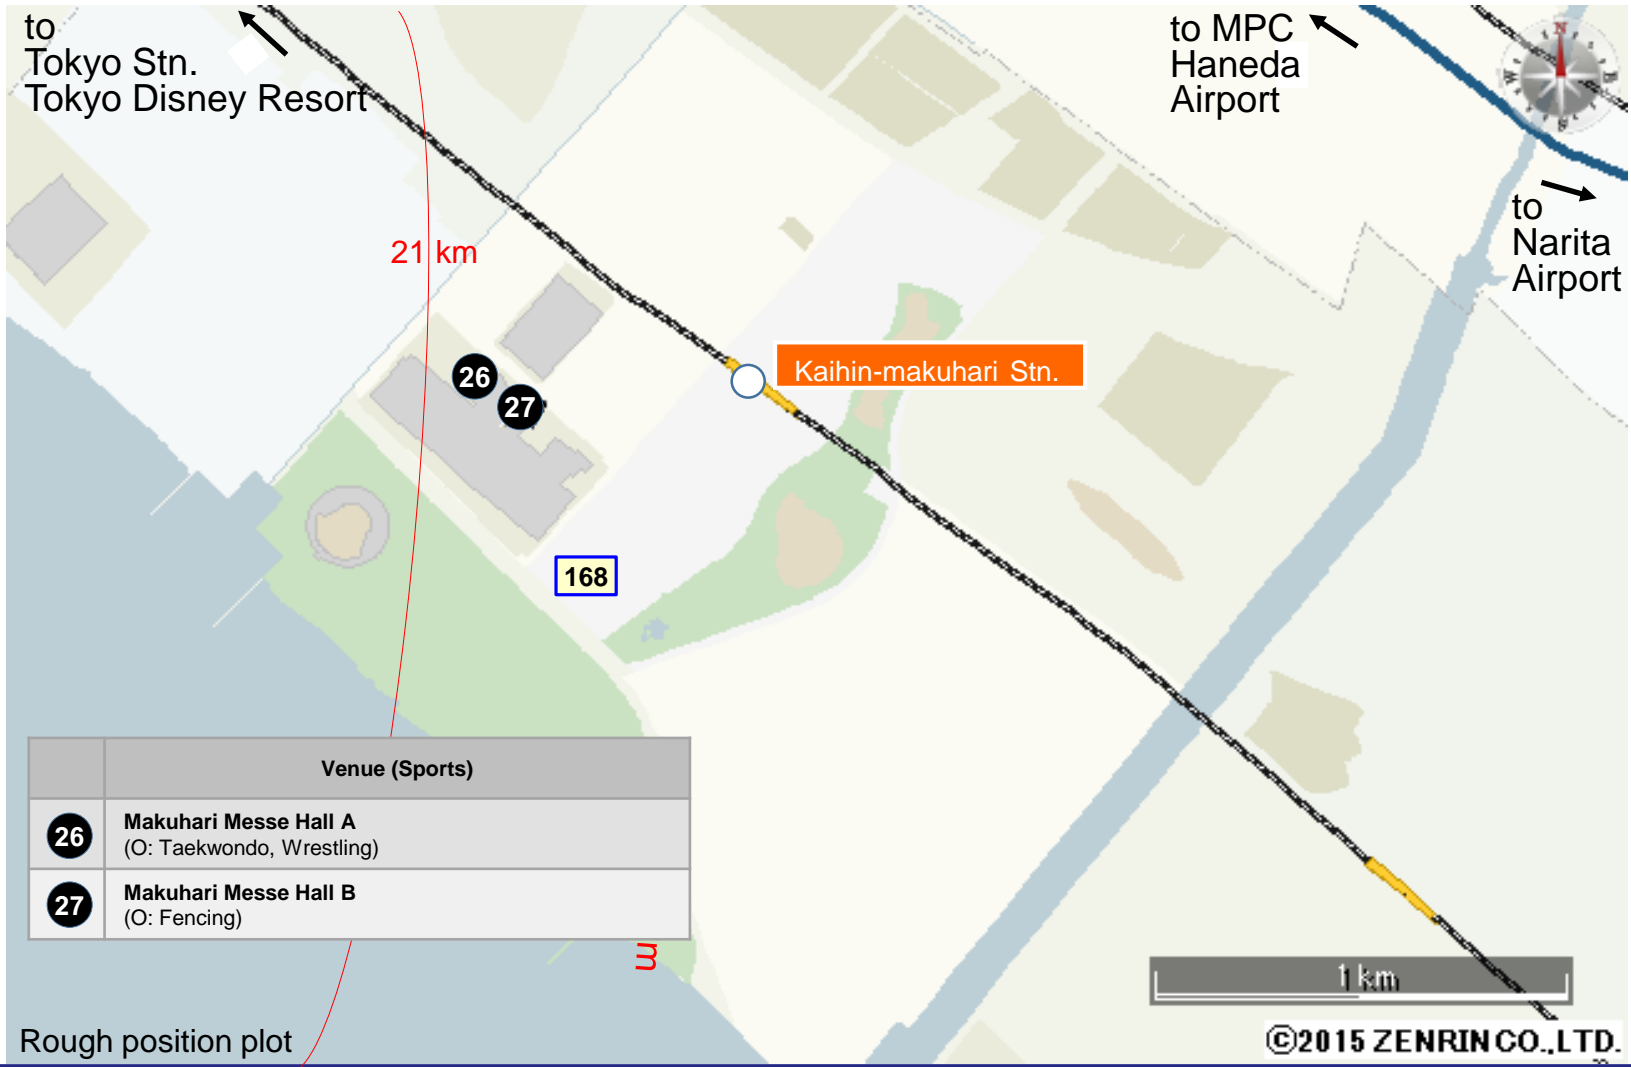 to
Tokyo Stn.
Tokyo Disney Resort
to MPC
Haneda
Airport
N
W
E
S
to
Narita
Airport
21 km
26
27
Kaihin-makuhari Stn.
168
Venue (Sports)
26
Makuhari Messe Hall A
(O: Taekwondo, Wrestling)
27
Makuhari Messe Hall B
(O: Fencing)
m
1 km
Rough position plot
©2015 ZENRIN CO.,LTD.